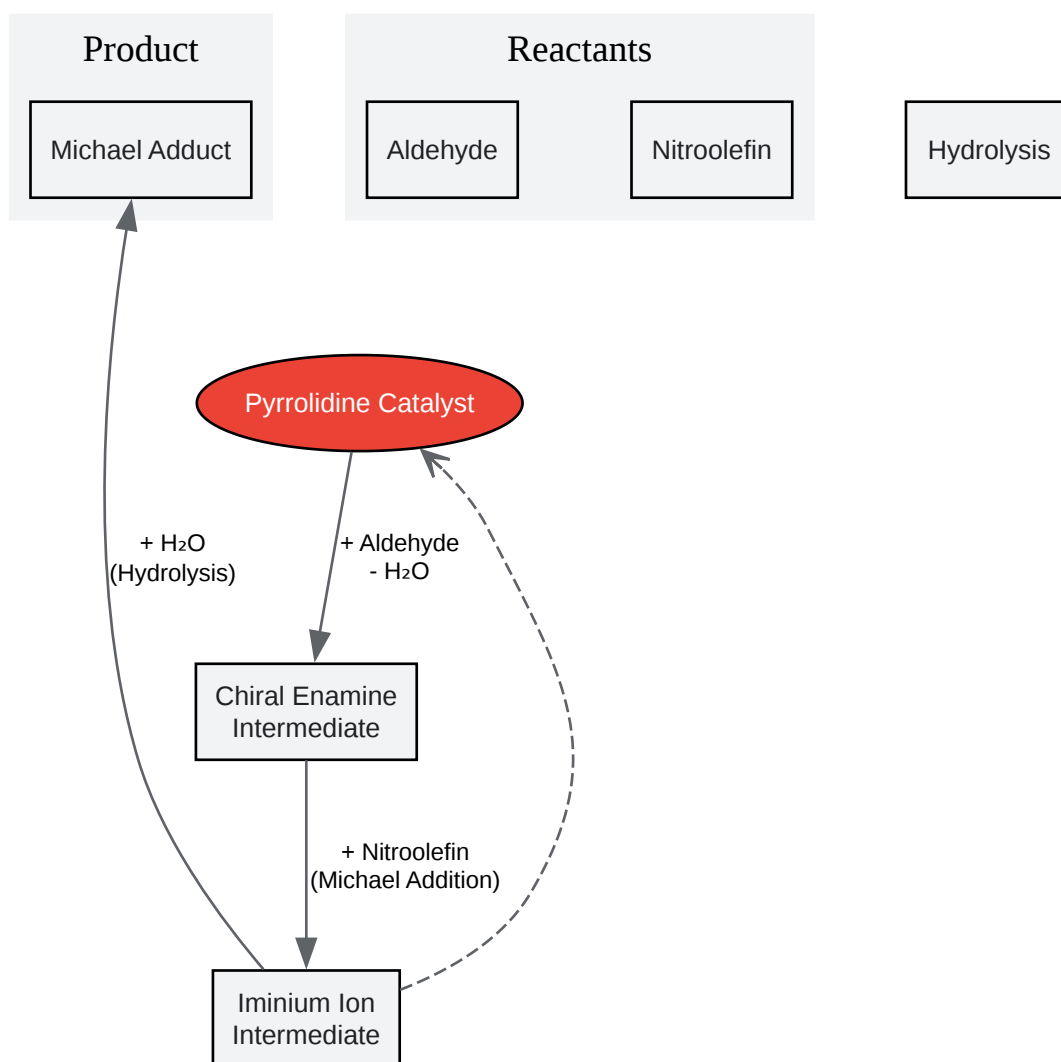 Product
Reactants
Michael Adduct
Aldehyde
Nitroolefin
Hydrolysis
Pyrrolidine Catalyst
+ H₂O
(Hydrolysis)
+ Aldehyde
- H₂O
Chiral Enamine
Intermediate
+ Nitroolefin
(Michael Addition)
Iminium Ion
Intermediate